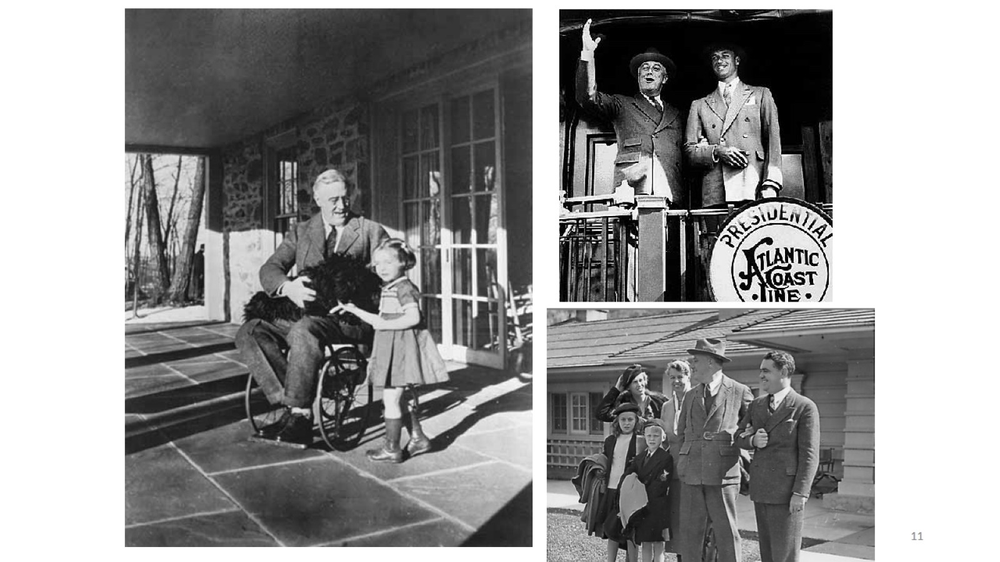 PRESIDENTIAL
ATLANTIC
COAST
LINE
11